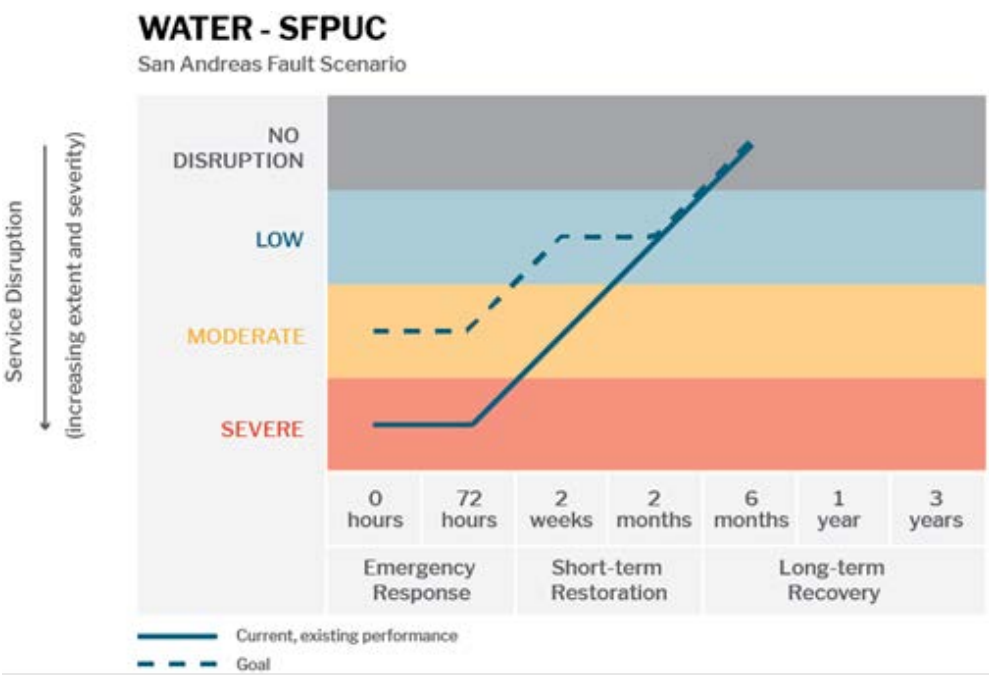 WATER - SFPUC
San Andreas Fault Scenario
Service Disruption
(increasing extent and severity)
NO
DISRUPTION
LOW
MODERATE
SEVERE
0
hours
72
hours
2
weeks
2
months
6
months
1
year
3
years
Emergency
Response
Short-term
Restoration
Long-term
Recovery
Current, existing performance
Goal